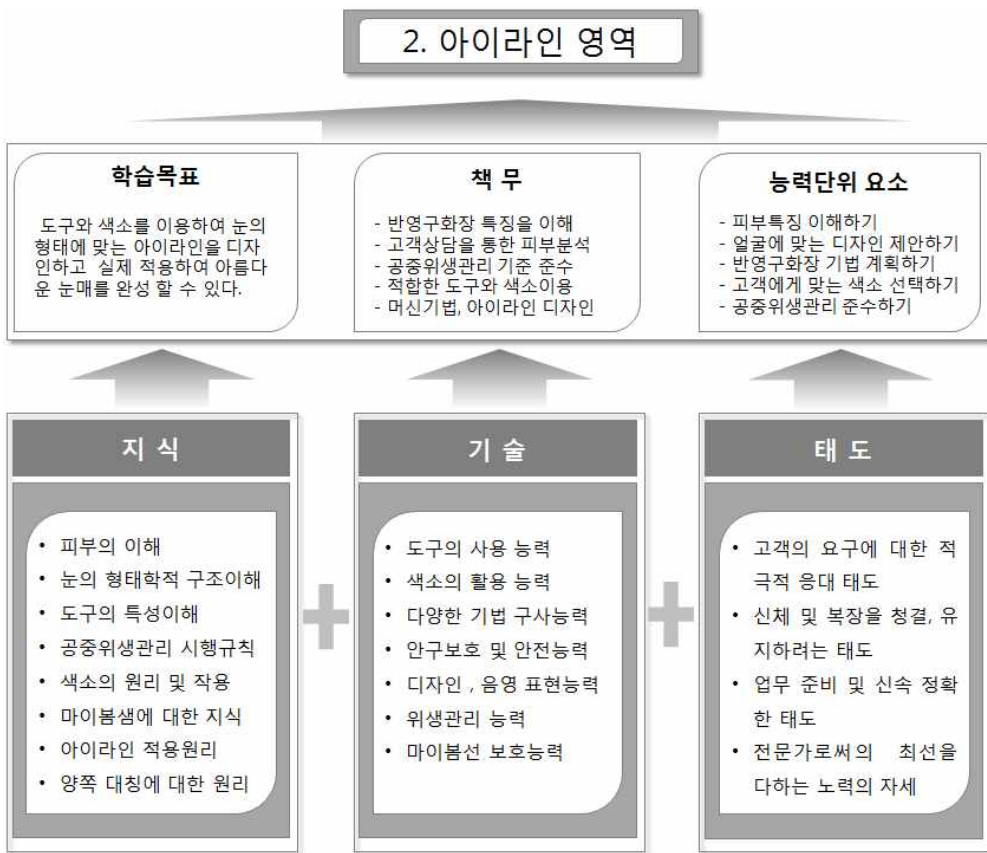 2. 아이라인 영역
학습목표
도구와 색소를 이용하여 눈의
형태에 맞는 아이라인을 디자
인하고 실제 적용하여 아름다
운 눈매를 완성 할 수 있다.
책 무
- 반영구화장 특징을 이해
- 고객상담을 통한 피부분석
- 공중위생관리 기준 준수
- 적합한 도구와 색소이용
- 머신기법, 아이라인 디자인
능력단위 요소
- 피부특징 이해하기
- 얼굴에 맞는 디자인 제안하기
- 반영구화장 기법 계획하기
- 고객에게 맞는 색소 선택하기
- 공중위생관리 준수하기
지 식
• 피부의 이해
• 눈의 형태학적 구조이해
• 도구의 특성이해
• 공중위생관리 시행규칙
• 색소의 원리 및 작용
• 마이봄샘에 대한 지식
• 아이라인 적용원리
• 양쪽 대칭에 대한 원리
기 술
• 도구의 사용 능력
• 색소의 활용 능력
• 다양한 기법 구사능력
• 안구보호 및 안전능력
• 디자인 , 음영 표현능력
• 위생관리 능력
• 마이봄선 보호능력
태 도
• 고객의 요구에 대한 적
극적 응대 태도
• 신체 및 복장을 청결, 유
지하려는 태도
• 업무 준비 및 신속 정확
한 태도
• 전문가로써의 최선을
다하는 노력의 자세